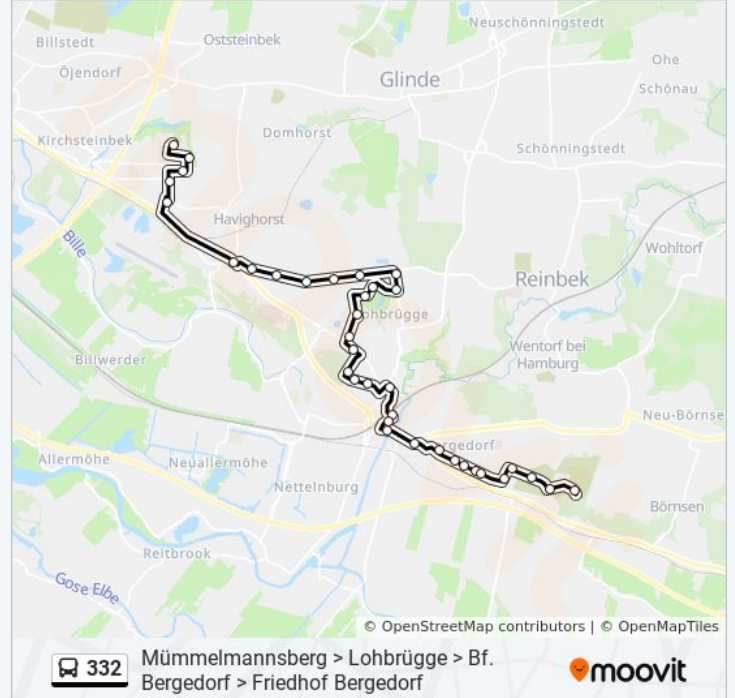 Neuschönningstedt
Billstedt
Oststeinbek
Ohe
Öjendorf
Glinde
Schönau
Kirchsteinbek
Domhorst
Schönningstedt
Havighorst
Bille
Wohltorf
Reinbek
ohbrügge
Wentorf bei
Hamburg
Billwerder
Neu-Börnse
ergedorf
Allermöhe
Neuallermöhe
Nettelnburg
Börnsen
Reitbrook
Gose Elbe
© OpenStreetMap contributors | © OpenMapTiles
332
Mümmelmannsberg > Lohbrügge > Bf.
Bergedorf > Friedhof Bergedorf
moovit